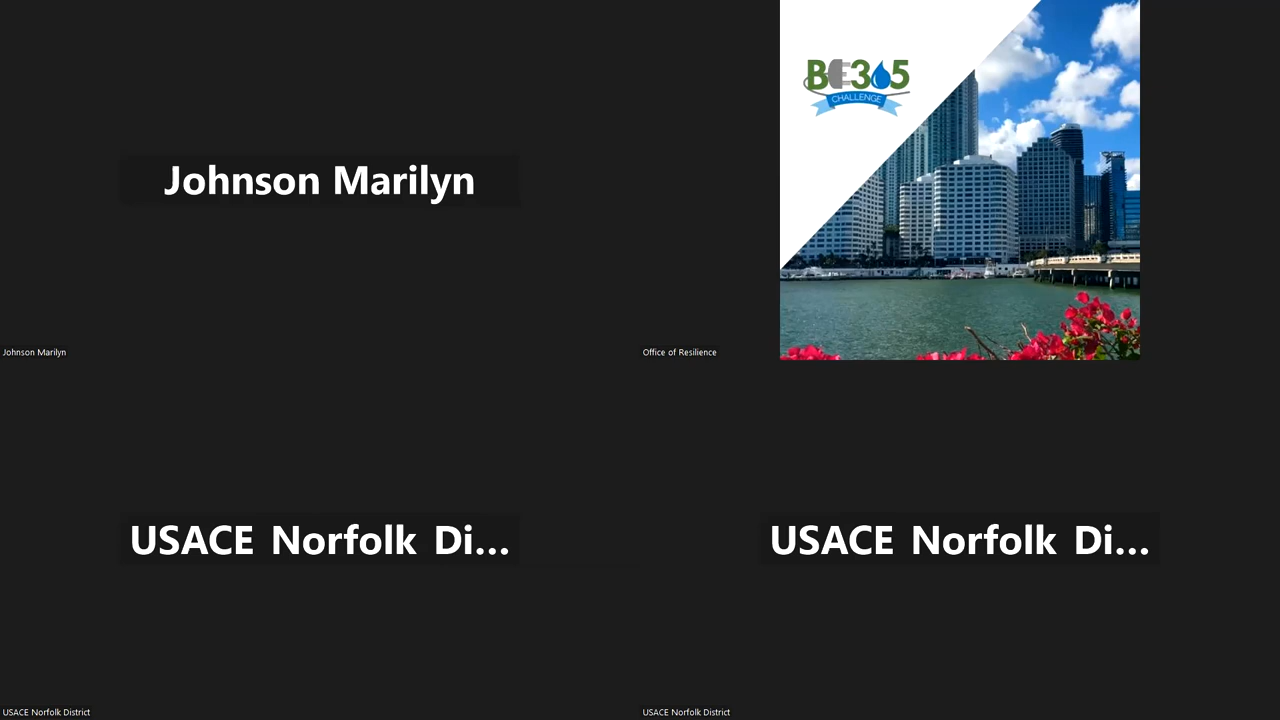 Johnson Marilyn
Johnson Marilyn
BE365
CHALLENGE
Office of Resilience
USACE Norfolk Di...
USACE Norfolk District
USACE Norfolk Di...
USACE Norfolk District